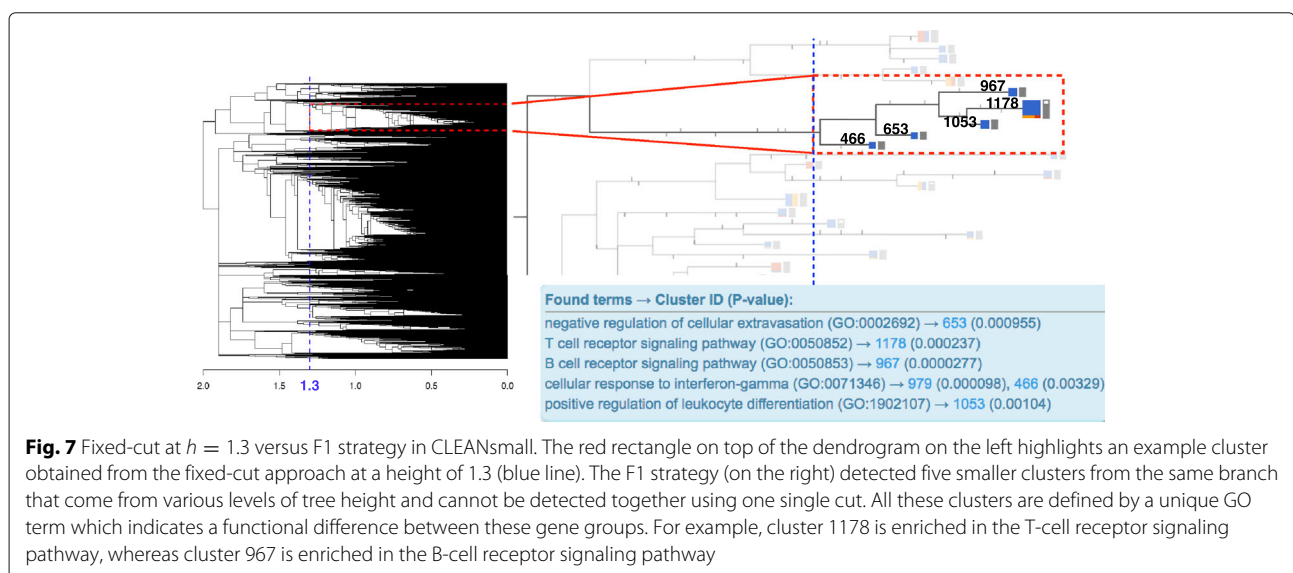 967
1178
1053
653
466
2.0 1.5 1.3 1.0 0.5 0.0
Found terms → Cluster ID (P-value):
negative regulation of cellular extravasation (GO:0002692) → 653 (0.000955)
T cell receptor signaling pathway (GO:0050852) → 1178 (0.000237)
B cell receptor signaling pathway (GO:0050853) → 967 (0.0000277)
cellular response to interferon-gamma (GO:0071346) → 979 (0.000098), 466 (0.00329)
positive regulation of leukocyte differentiation (GO:1902107) → 1053 (0.00104)
Fig. 7 Fixed-cut at h = 1.3 versus F1 strategy in CLEANsmall. The red rectangle on top of the dendrogram on the left highlights an example cluster
obtained from the fixed-cut approach at a height of 1.3 (blue line). The F1 strategy (on the right) detected five smaller clusters from the same branch
that come from various levels of tree height and cannot be detected together using one single cut. All these clusters are defined by a unique GO
term which indicates a functional difference between these gene groups. For example, cluster 1178 is enriched in the T-cell receptor signaling
pathway, whereas cluster 967 is enriched in the B-cell receptor signaling pathway